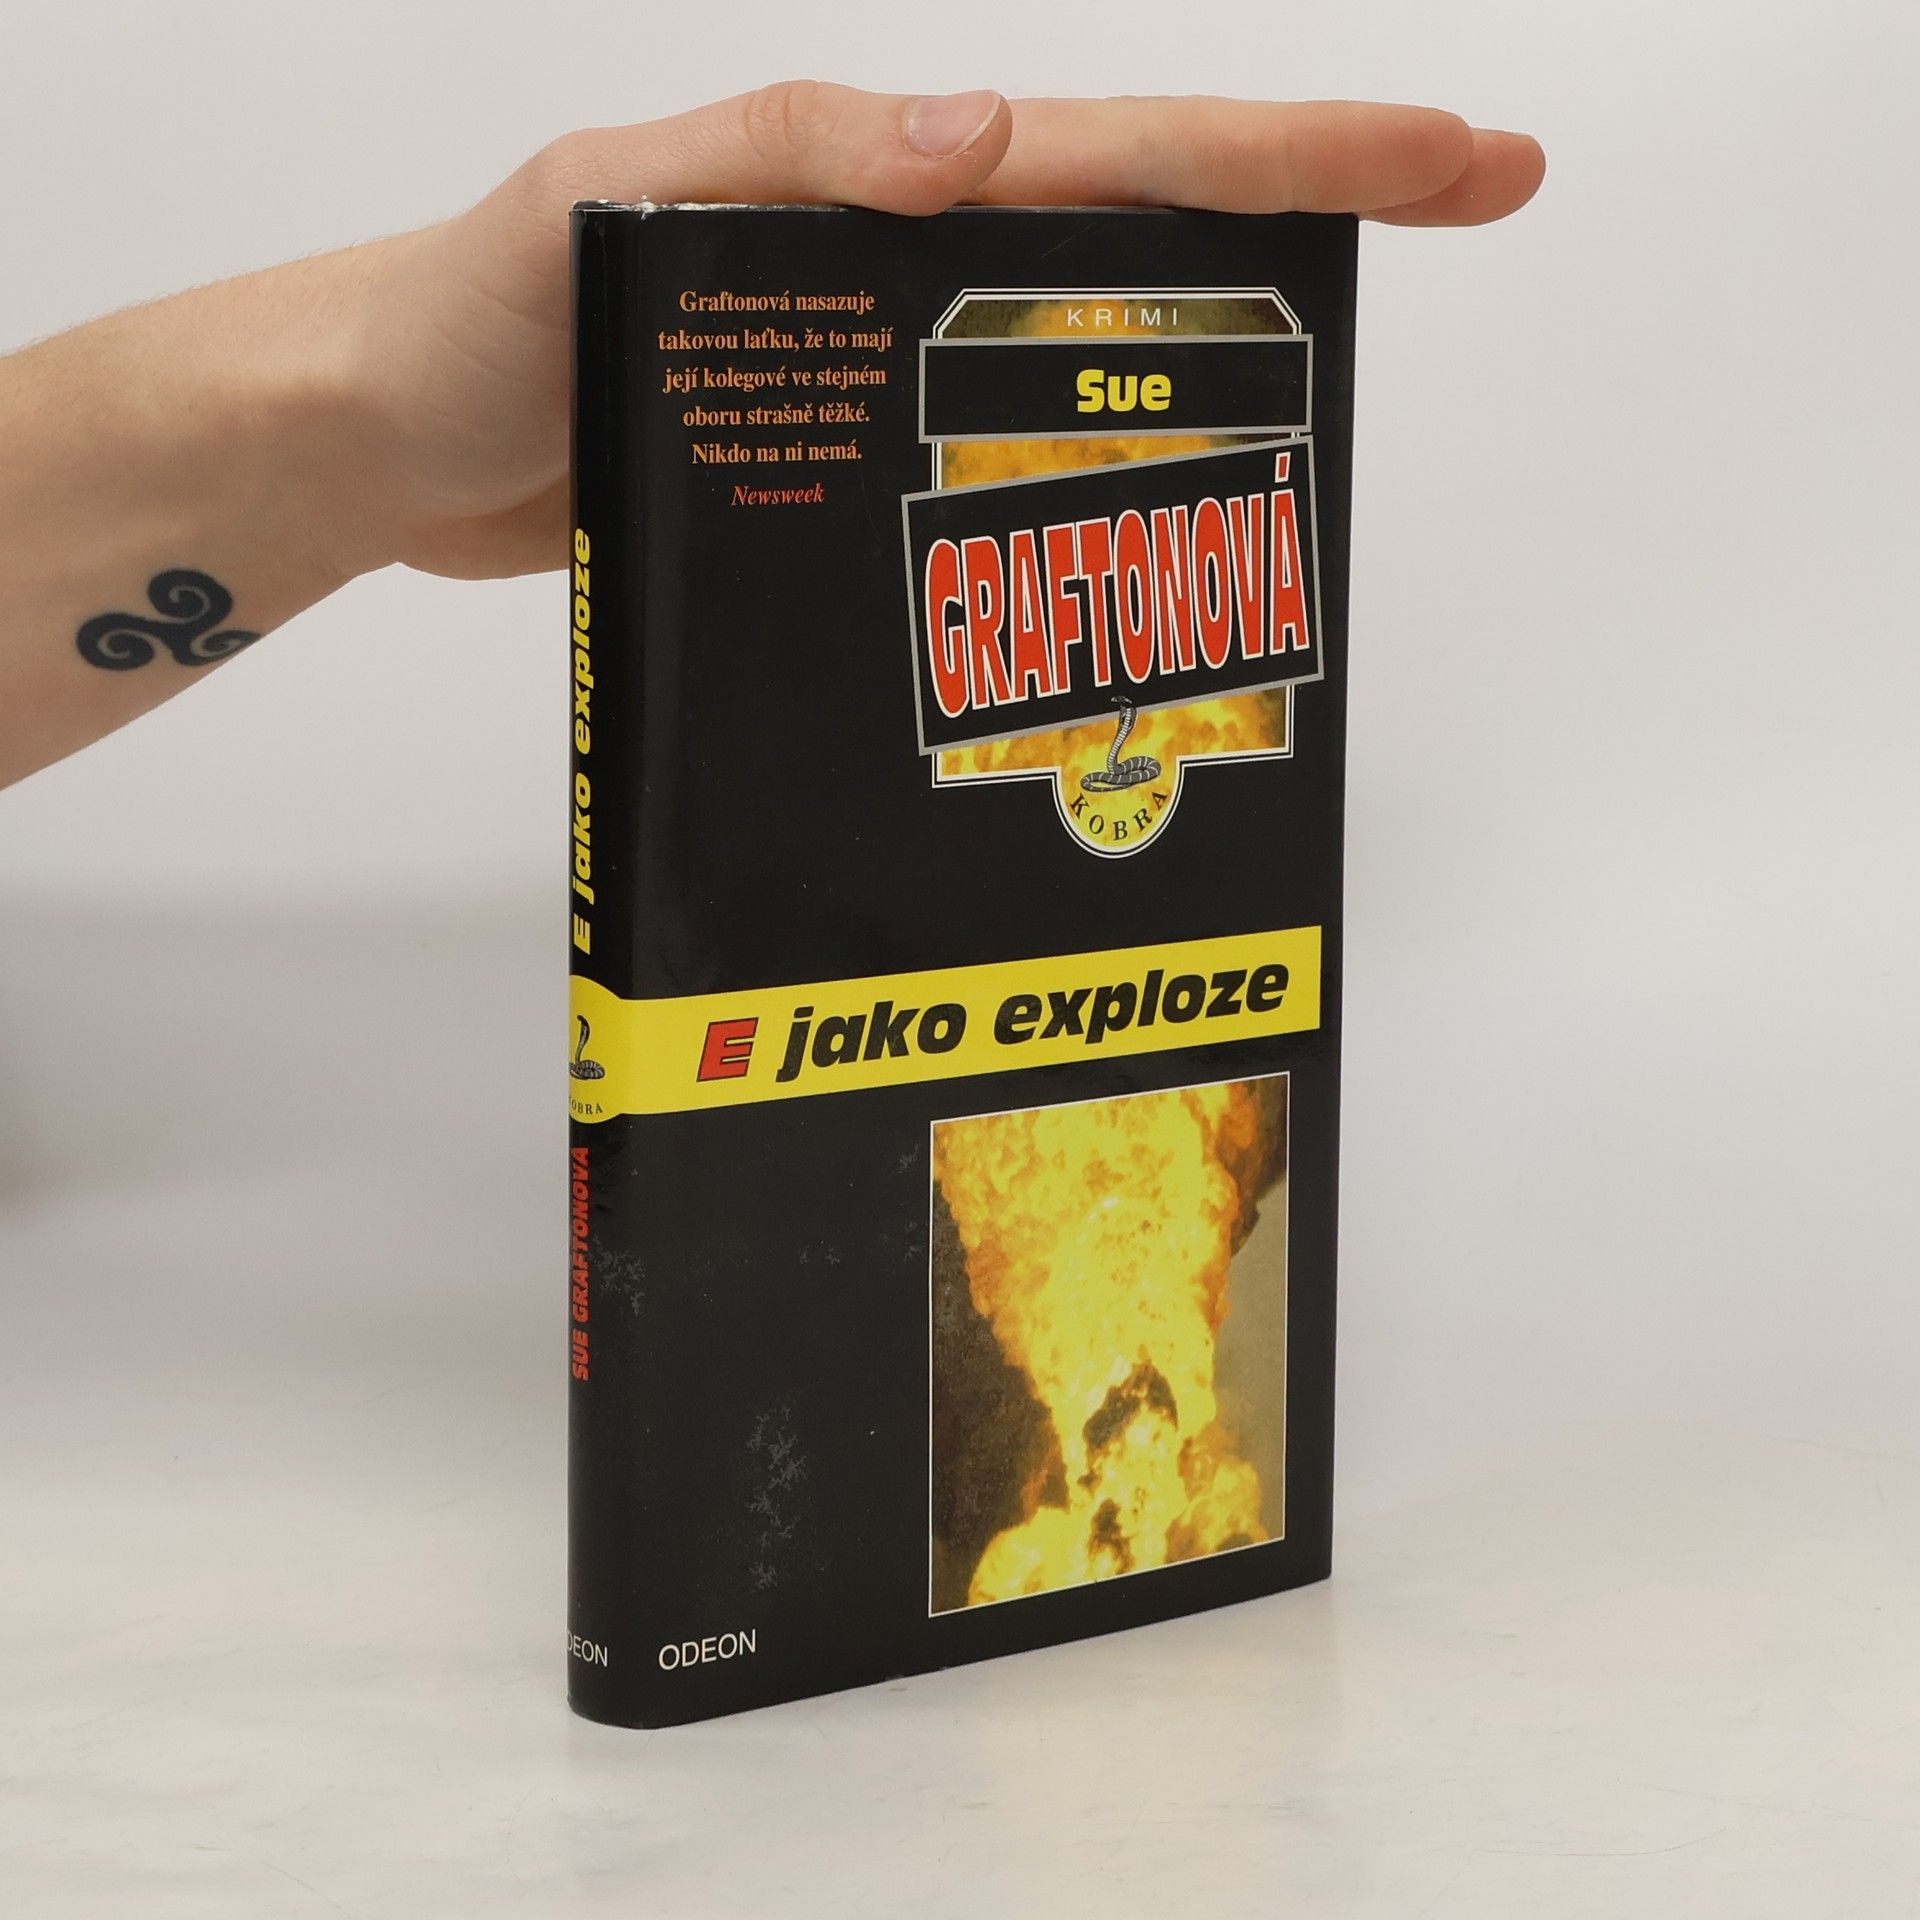 Graftonová nasazuje
takovou laťku, že to mají
její kolegové ve stejném
oboru strašně těžké.
Nikdo na ni nemá.
Newsweek
KRIMI
Sue
GRAFTONOVÁ
KOBRA
E jako exploze
ODEON
E jako exploze
KOBRA
SUE GRAFTONOVÁ
ODEON